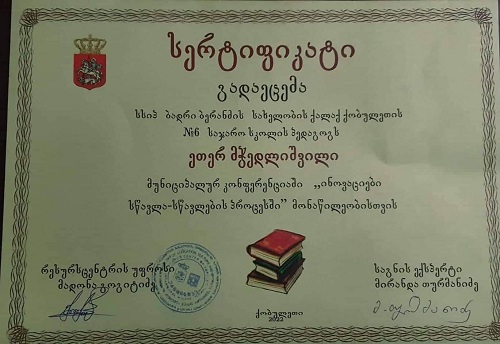 სერტიფიკატი
გადაეცემა
სსიპ ბადრი ბერანძის სახელობის ქალაქ ქობულეთის
№6 საჯარო სკოლის პედაგოგს
ეთერ მჭედლიშვილი
მუნიციპალურ კონფერენციაში ,,ინოვაციები
სწავლა-სწავლების პროცესში" მონაწილეობისთვის
რესურსცენტრის უფროსი
მადონა გოგიტიძე
საგნის ექსპერტი
მირანდა თურმანიძე
ქობულეთი
2022